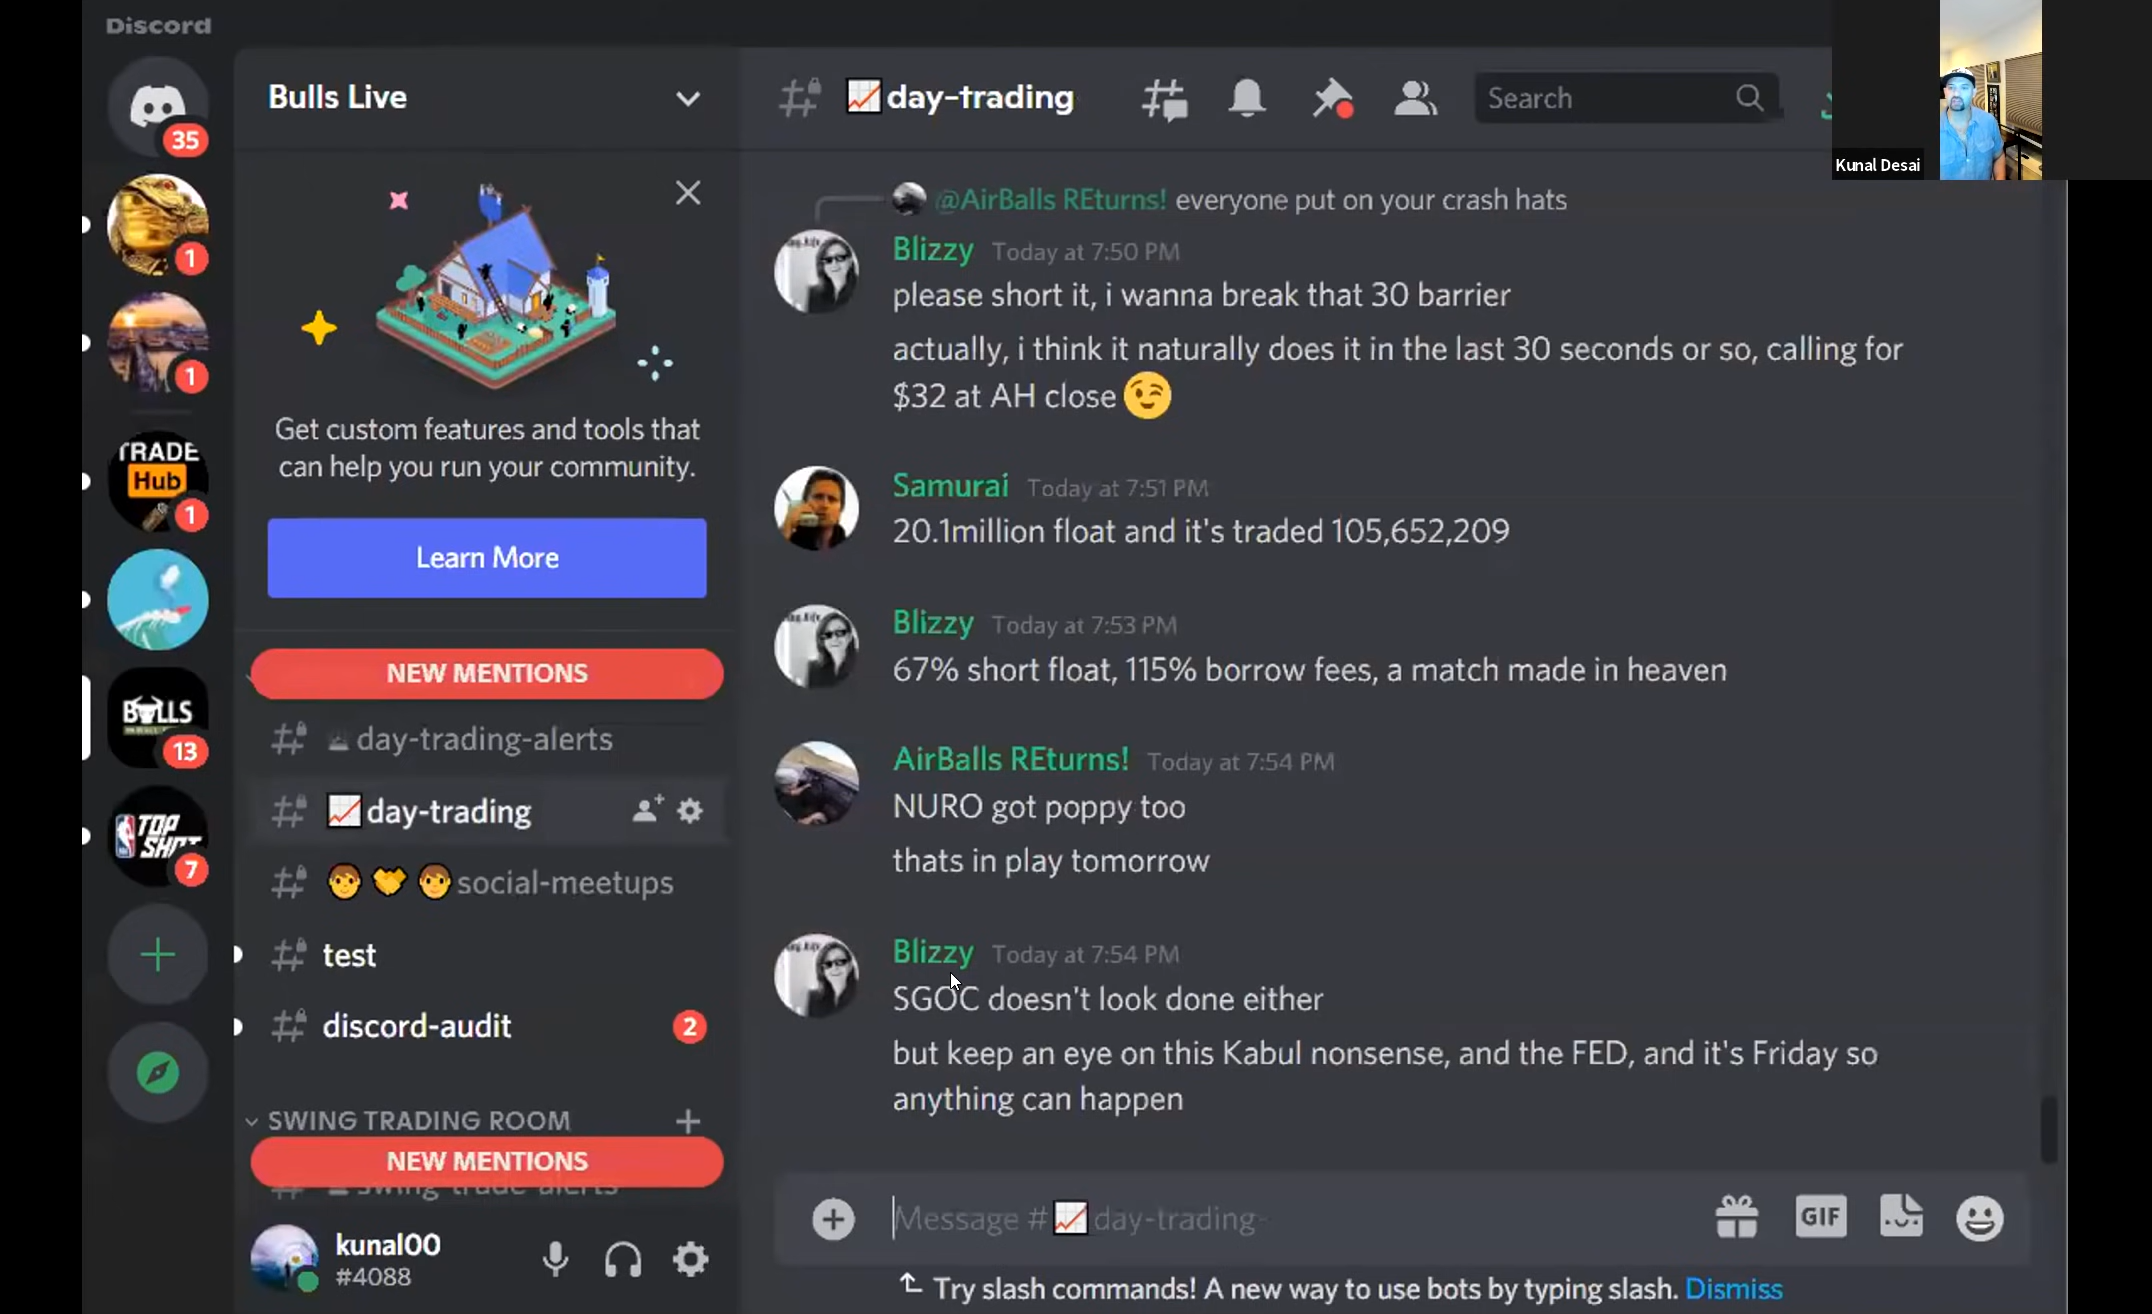 Discord
35
1
1
TRADE
Hub
1
BULLS
13
TOP
SHOT
7
Bulls Live
Get custom features and tools that
can help you run your community.
Learn More
NEW MENTIONS
day-trading-alerts
day-trading
social-meetups
test
discord-audit
2
SWING TRADING ROOM
NEW MENTIONS
swing-trade-alerts
kunal00
#4088
day-trading
Search
Kunal Desai
@AirBalls REturns! everyone put on your crash hats
Blizzy Today at 7:50 PM
please short it, i wanna break that 30 barrier
actually, i think it naturally does it in the last 30 seconds or so, calling for
$32 at AH close
Samurai Today at 7:51 PM
20.1million float and it's traded 105,652,209
Blizzy Today at 7:53 PM
67% short float, 115% borrow fees, a match made in heaven
AirBalls REturns! Today at 7:54 PM
NURO got poppy too
thats in play tomorrow
Blizzy Today at 7:54 PM
SGOC doesn't look done either
but keep an eye on this Kabul nonsense, and the FED, and it's Friday so
anything can happen
Message # day-trading-
GIF
Try slash commands! A new way to use bots by typing slash. Dismiss